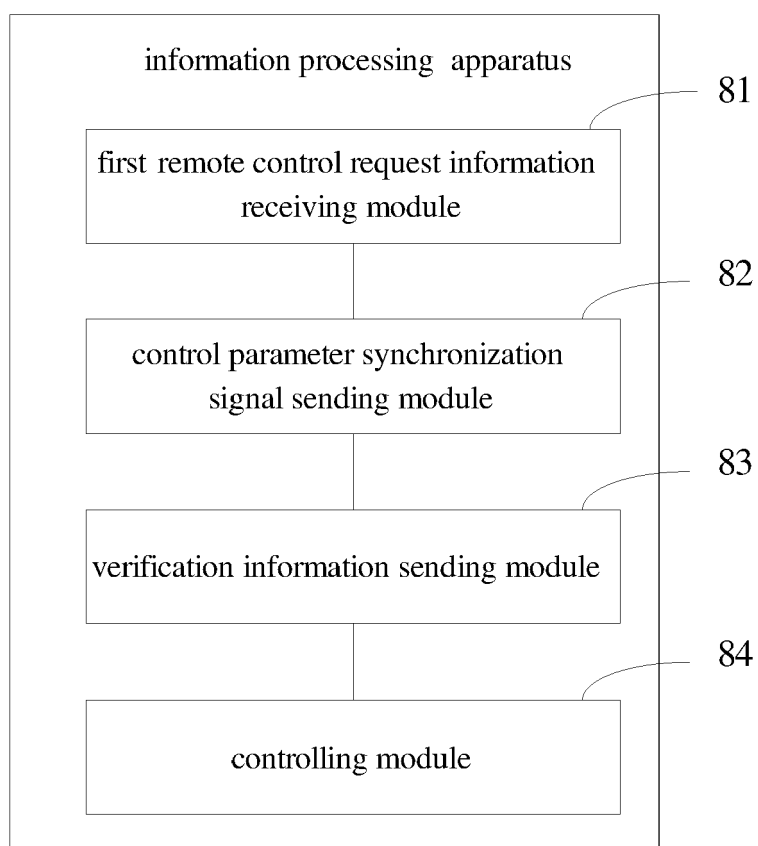 information processing apparatus
81
first remote control request information
receiving module
82
control parameter synchronization
signal sending module
83
verification information sending module
84
controlling module